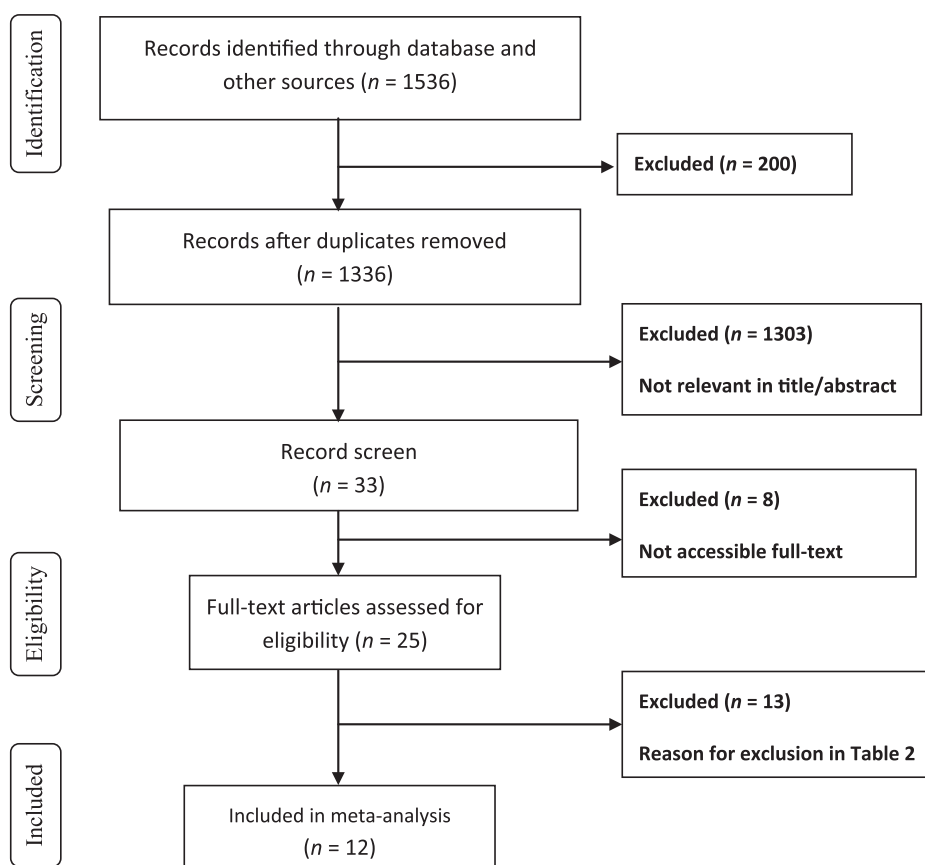 Identification
Records identified through database and
other sources (n = 1536)
Excluded (n = 200)
Records after duplicates removed
(n = 1336)
Screening
Excluded (n = 1303)
Not relevant in title/abstract
Record screen
(n = 33)
Excluded (n = 8)
Not accessible full-text
Eligibility
Full-text articles assessed for
eligibility (n = 25)
Excluded (n = 13)
Reason for exclusion in Table 2
Included
Included in meta-analysis
(n = 12)